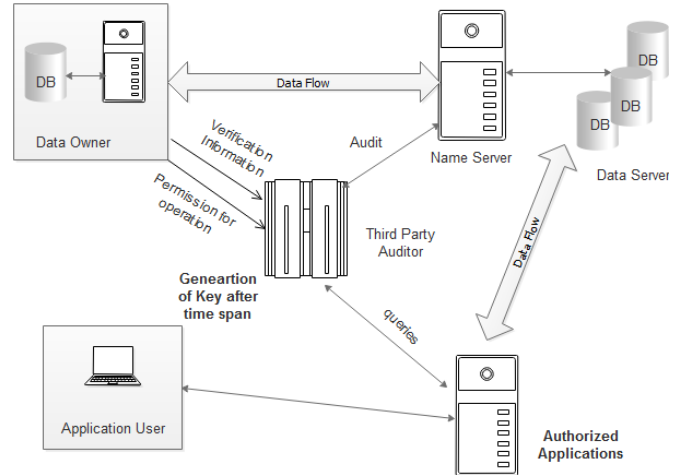 DB
Data Owner
Data Flow
Name Server
DB
DB
DB
Data Server
Verification
Information
Permission for
operation
Audit
Third Party
Auditor
Geneartion
of Key after
time span
Data Flow
queries
Application User
Authorized
Applications